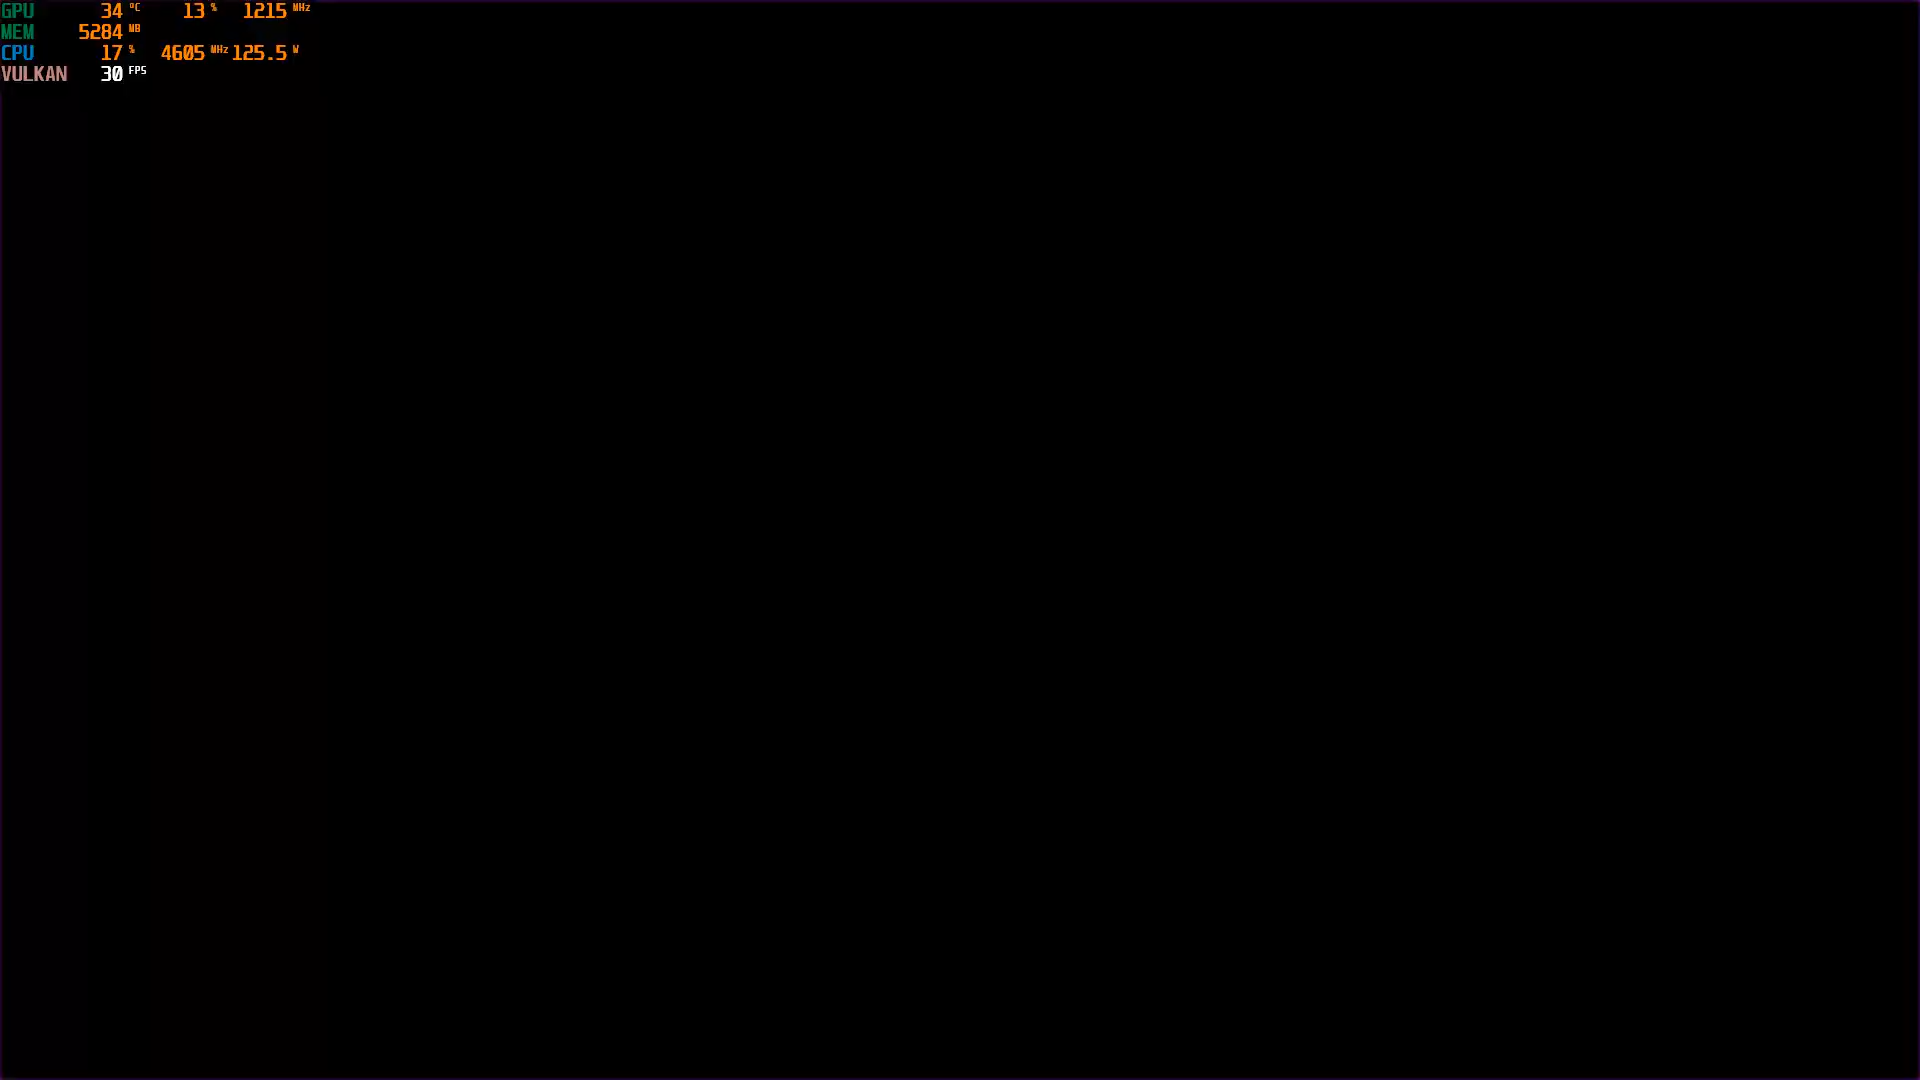 GPU 34 °C 13 % 1215 MHz
MEM 5284 MB
CPU 17 % 4605 MHz 125.5 W
VULKAN 30 FPS